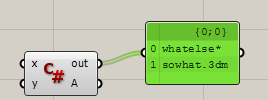 {0;0}
x out
C#
y A
0 whatelse*
1 sowhat.3dm